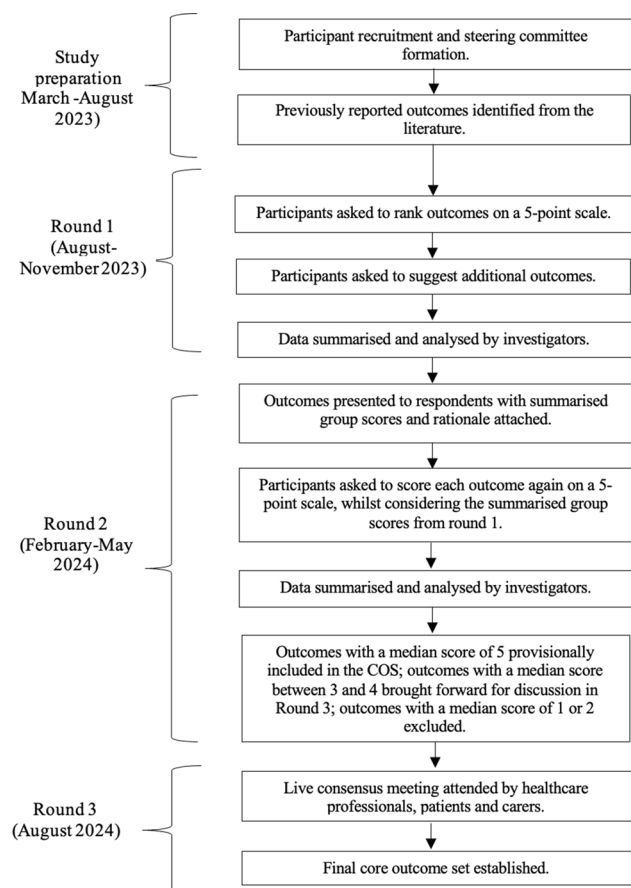 Study
preparation
March -August
2023)
Participant recruitment and steering committee
formation.
Previously reported outcomes identified from the
literature.
Round 1
(August-
November 2023)
Participants asked to rank outcomes on a 5-point scale.
Participants asked to suggest additional outcomes.
Data summarised and analysed by investigators.
Round 2
(February-May
2024)
Outcomes presented to respondents with summarised
group scores and rationale attached.
Participants asked to score each outcome again on a 5-
point scale, whilst considering the summarised group
scores from round 1.
Data summarised and analysed by investigators.
Outcomes with a median score of 5 provisionally
included in the COS; outcomes with a median score
between 3 and 4 brought forward for discussion in
Round 3; outcomes with a median score of 1 or 2
excluded.
Round 3
(August 2024)
Live consensus meeting attended by healthcare
professionals, patients and carers.
Final core outcome set established.